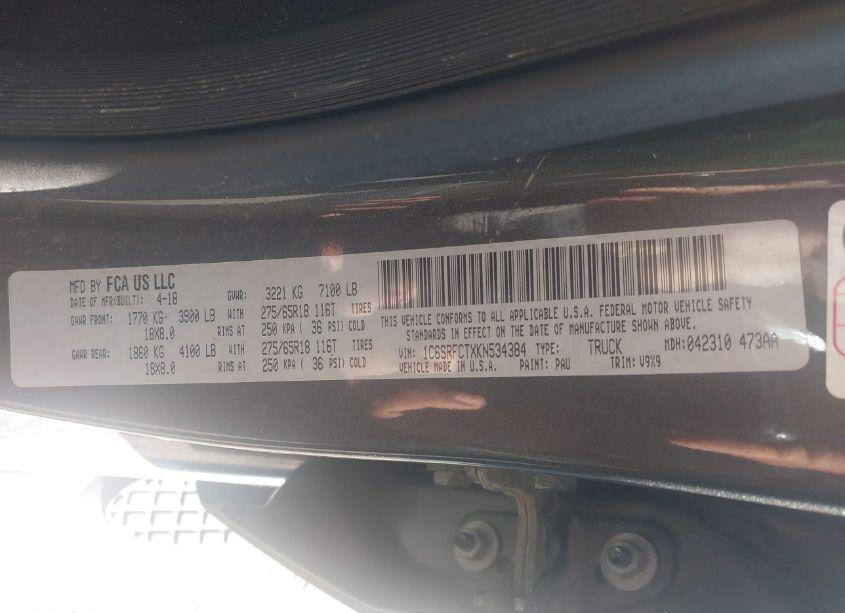 MFD BY FCA US LLC
DATE OF MFR(BUILT): 4-18 GVWR: 3221 KG 7100 LB
GAWR FRONT: 1770 KG- 3900 LB WITH 275/65R18 116T TIRES
18X8.0 RIMS AT 250 KPA ( 36 PSI) COLD
GAWR REAR: 1860 KG 4100 LB WITH 275/65R18 116T TIRES
18X8.0 RIMS AT 250 KPA ( 36 PSI) COLD
THIS VEHICLE CONFORMS TO ALL APPLICABLE U.S.A. FEDERAL MOTOR VEHICLE SAFETY
STANDARDS IN EFFECT ON THE DATE OF MANUFACTURE SHOWN ABOVE.
VIN: 1C6SRFCTXKN534384 TYPE: TRUCK MDH: 042310 473AA
VEHICLE MADE IN U.S.A. PAINT: PAU TRIM: V9X9